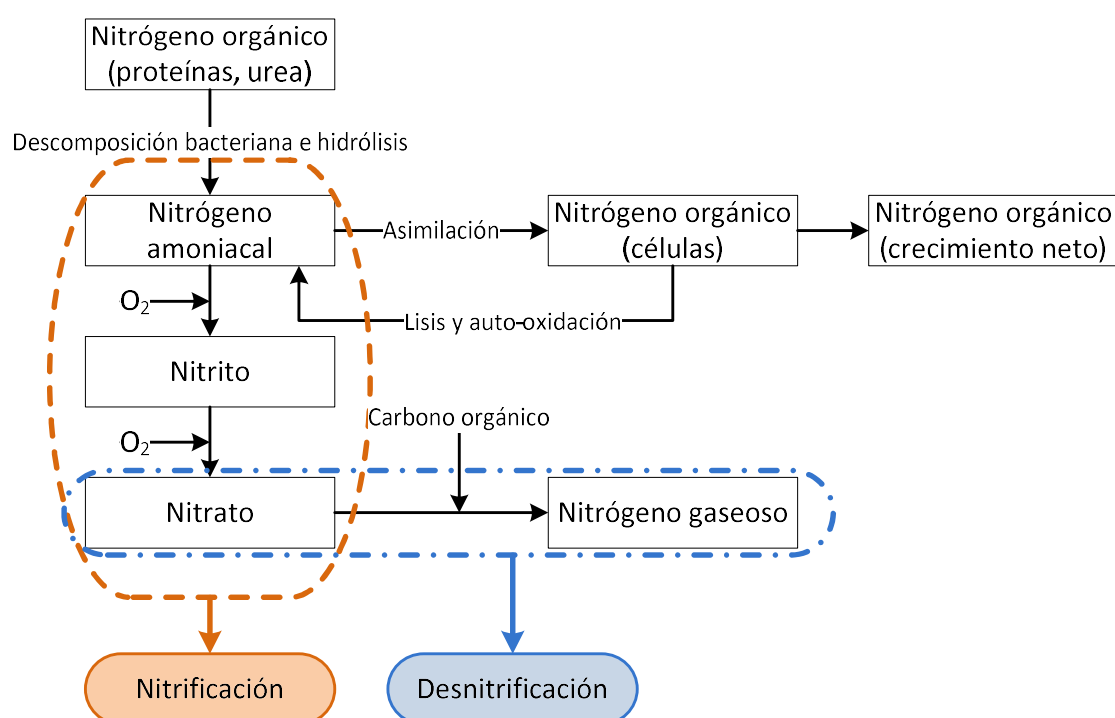 Nitrógeno orgánico
(proteínas, urea)
Descomposición bacteriana e hidrólisis
Nitrógeno
amoniacal
Asimilación
Nitrógeno orgánico
(células)
Nitrógeno orgánico
(crecimiento neto)
O₂
Lisis y auto-oxidación
Nitrito
Carbono orgánico
O₂
Nitrato
Nitrógeno gaseoso
Nitrificación
Desnitrificación